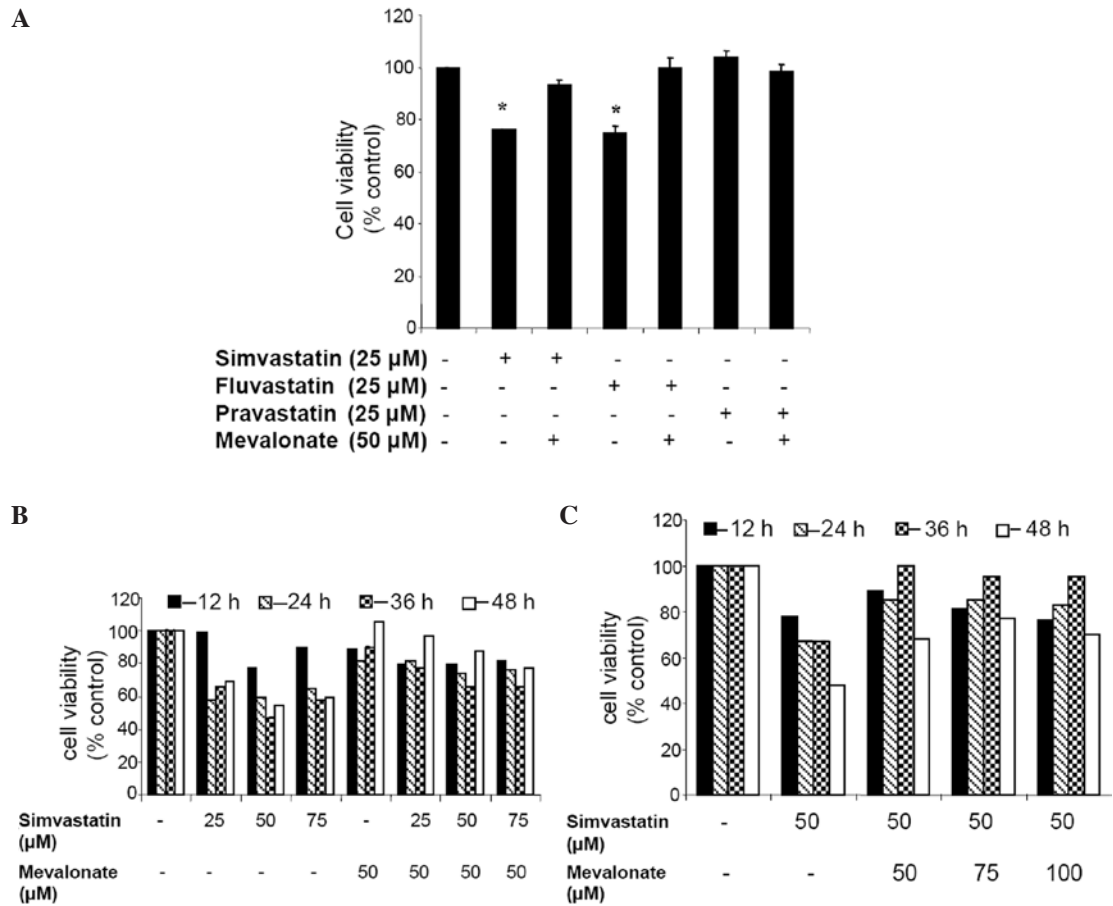 A
120
100
80
60
40
20
0
Cell viability
(% control)
* *
Simvastatin (25 µM) - + + - - - -
Fluvastatin (25 µM) - - - + + - -
Pravastatin (25 µM) - - - - - + +
Mevalonate (50 µM) - - + - + - +
B
120
100
80
60
40
20
0
cell viability
(% control)
–12 h –24 h –36 h –48 h
Simvastatin
(µM)
- 25 50 75 - 25 50 75
Mevalonate
(µM)
- - - - 50 50 50 50
C
120
100
80
60
40
20
0
cell viability
(% control)
–12 h –24 h –36 h –48 h
Simvastatin
(µM)
- 50 50 50 50
Mevalonate
(µM)
- - 50 75 100